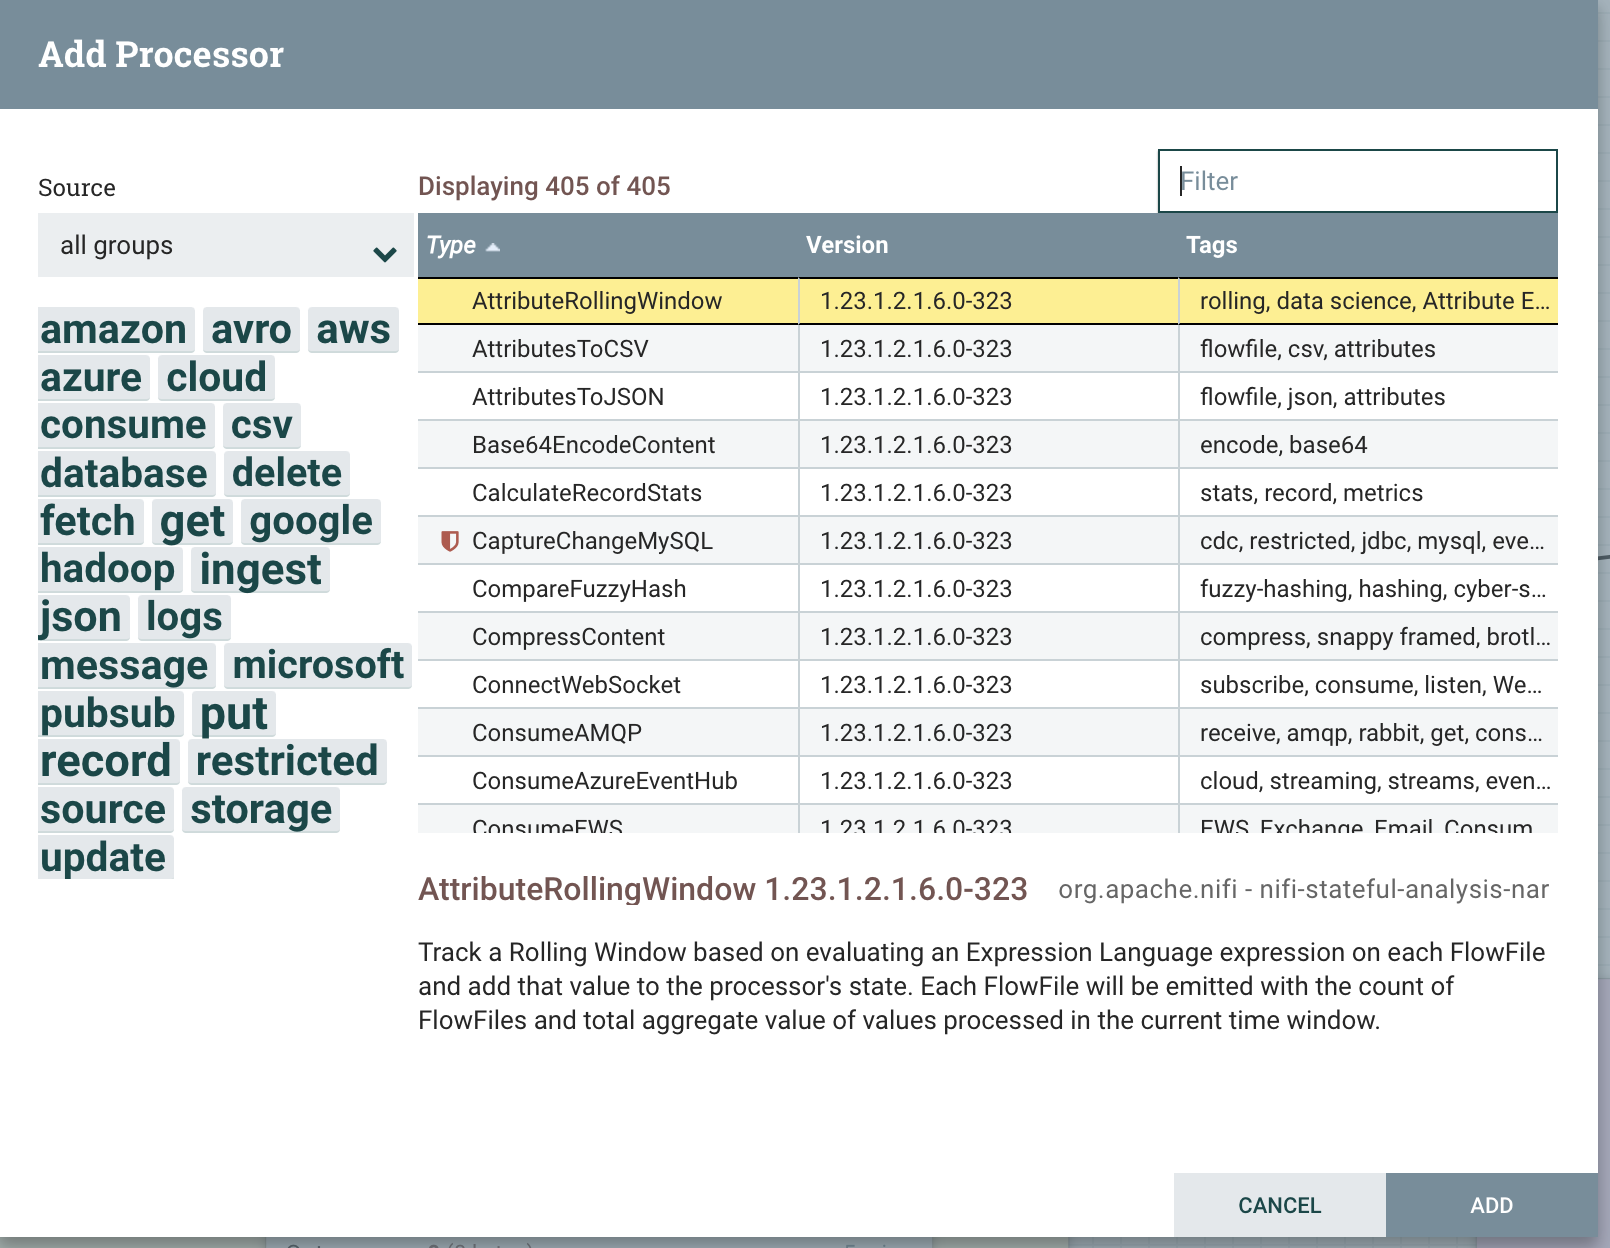 Add Processor
Source
Displaying 405 of 405
Filter
all groups
Type Version Tags
amazon avro aws
azure cloud
consume csv
database delete
fetch get google
hadoop ingest
json logs
message microsoft
pubsub put
record restricted
source storage
update
AttributeRollingWindow 1.23.1.2.1.6.0-323 rolling, data science, Attribute E...
AttributesToCSV 1.23.1.2.1.6.0-323 flowfile, csv, attributes
AttributesToJSON 1.23.1.2.1.6.0-323 flowfile, json, attributes
Base64EncodeContent 1.23.1.2.1.6.0-323 encode, base64
CalculateRecordStats 1.23.1.2.1.6.0-323 stats, record, metrics
CaptureChangeMySQL 1.23.1.2.1.6.0-323 cdc, restricted, jdbc, mysql, eve...
CompareFuzzyHash 1.23.1.2.1.6.0-323 fuzzy-hashing, hashing, cyber-s...
CompressContent 1.23.1.2.1.6.0-323 compress, snappy framed, brotl...
ConnectWebSocket 1.23.1.2.1.6.0-323 subscribe, consume, listen, We...
ConsumeAMQP 1.23.1.2.1.6.0-323 receive, amqp, rabbit, get, cons...
ConsumeAzureEventHub 1.23.1.2.1.6.0-323 cloud, streaming, streams, even...
ConsumeEWS 1.23.1.2.1.6.0-323 EWS, Exchange, Email, Consum...
AttributeRollingWindow 1.23.1.2.1.6.0-323 org.apache.nifi - nifi-stateful-analysis-nar
Track a Rolling Window based on evaluating an Expression Language expression on each FlowFile
and add that value to the processor's state. Each FlowFile will be emitted with the count of
FlowFiles and total aggregate value of values processed in the current time window.
CANCEL ADD